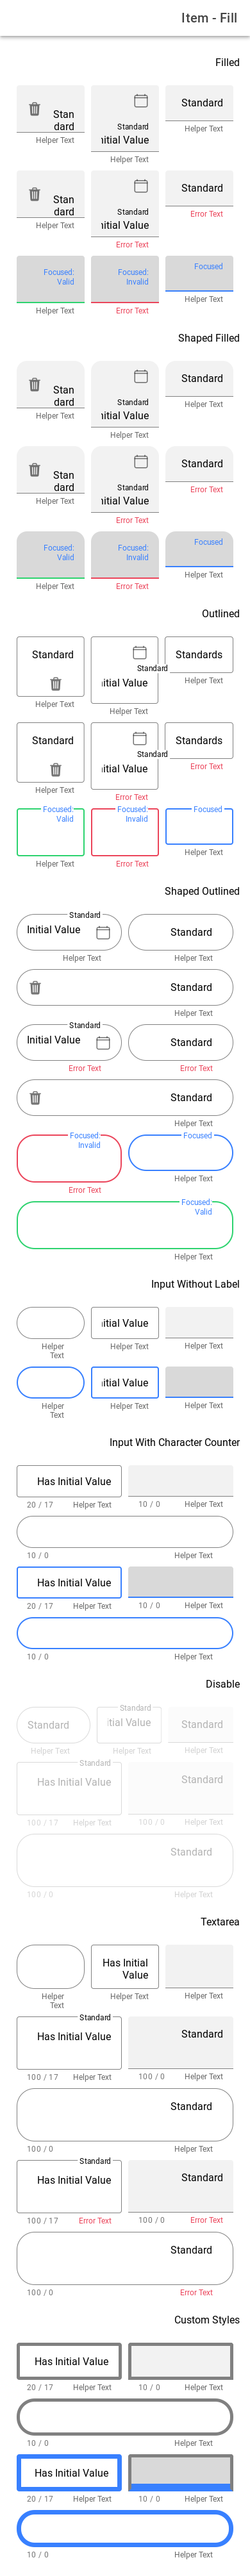 Item - Fill
Filled
Stan
dard
Standard
Initial Value
Standard
Helper Text
Helper Text
Helper Text
Stan
dard
Standard
Initial Value
Standard
Helper Text
Error Text
Error Text
Focused:
Valid
Focused:
Invalid
Focused
Helper Text
Error Text
Helper Text
Shaped Filled
Stan
dard
Standard
Initial Value
Standard
Helper Text
Helper Text
Helper Text
Stan
dard
Standard
Initial Value
Standard
Helper Text
Error Text
Error Text
Focused:
Valid
Focused:
Invalid
Focused
Helper Text
Error Text
Helper Text
Outlined
Standard
Standard
Initial Value
Standards
Helper Text
Helper Text
Helper Text
Standard
Standard
Initial Value
Standards
Helper Text
Error Text
Error Text
Focused:
Valid
Focused:
Invalid
Focused
Helper Text
Error Text
Helper Text
Shaped Outlined
Standard
Initial Value
Standard
Helper Text
Helper Text
Standard
Helper Text
Standard
Initial Value
Standard
Error Text
Error Text
Standard
Helper Text
Focused:
Invalid
Focused
Error Text
Helper Text
Focused:
Valid
Helper Text
Input Without Label
Initial Value
Helper
Text
Helper Text
Helper Text
Initial Value
Helper
Text
Helper Text
Helper Text
Input With Character Counter
Has Initial Value
20 / 17 Helper Text
10 / 0 Helper Text
10 / 0 Helper Text
Has Initial Value
20 / 17 Helper Text
10 / 0 Helper Text
10 / 0 Helper Text
Disable
Standard
Standard
Initial Value
Standard
Helper Text
Helper Text
Helper Text
Standard
Has Initial Value
Standard
100 / 17 Helper Text
100 / 0 Helper Text
Standard
100 / 0 Helper Text
Textarea
Has Initial
Value
Helper
Text
Helper Text
Helper Text
Standard
Has Initial Value
Standard
100 / 17 Helper Text
100 / 0 Helper Text
Standard
100 / 0 Helper Text
Standard
Has Initial Value
Standard
100 / 17 Error Text
100 / 0 Error Text
Standard
100 / 0 Error Text
Custom Styles
Has Initial Value
20 / 17 Helper Text
10 / 0 Helper Text
10 / 0 Helper Text
Has Initial Value
20 / 17 Helper Text
10 / 0 Helper Text
10 / 0 Helper Text